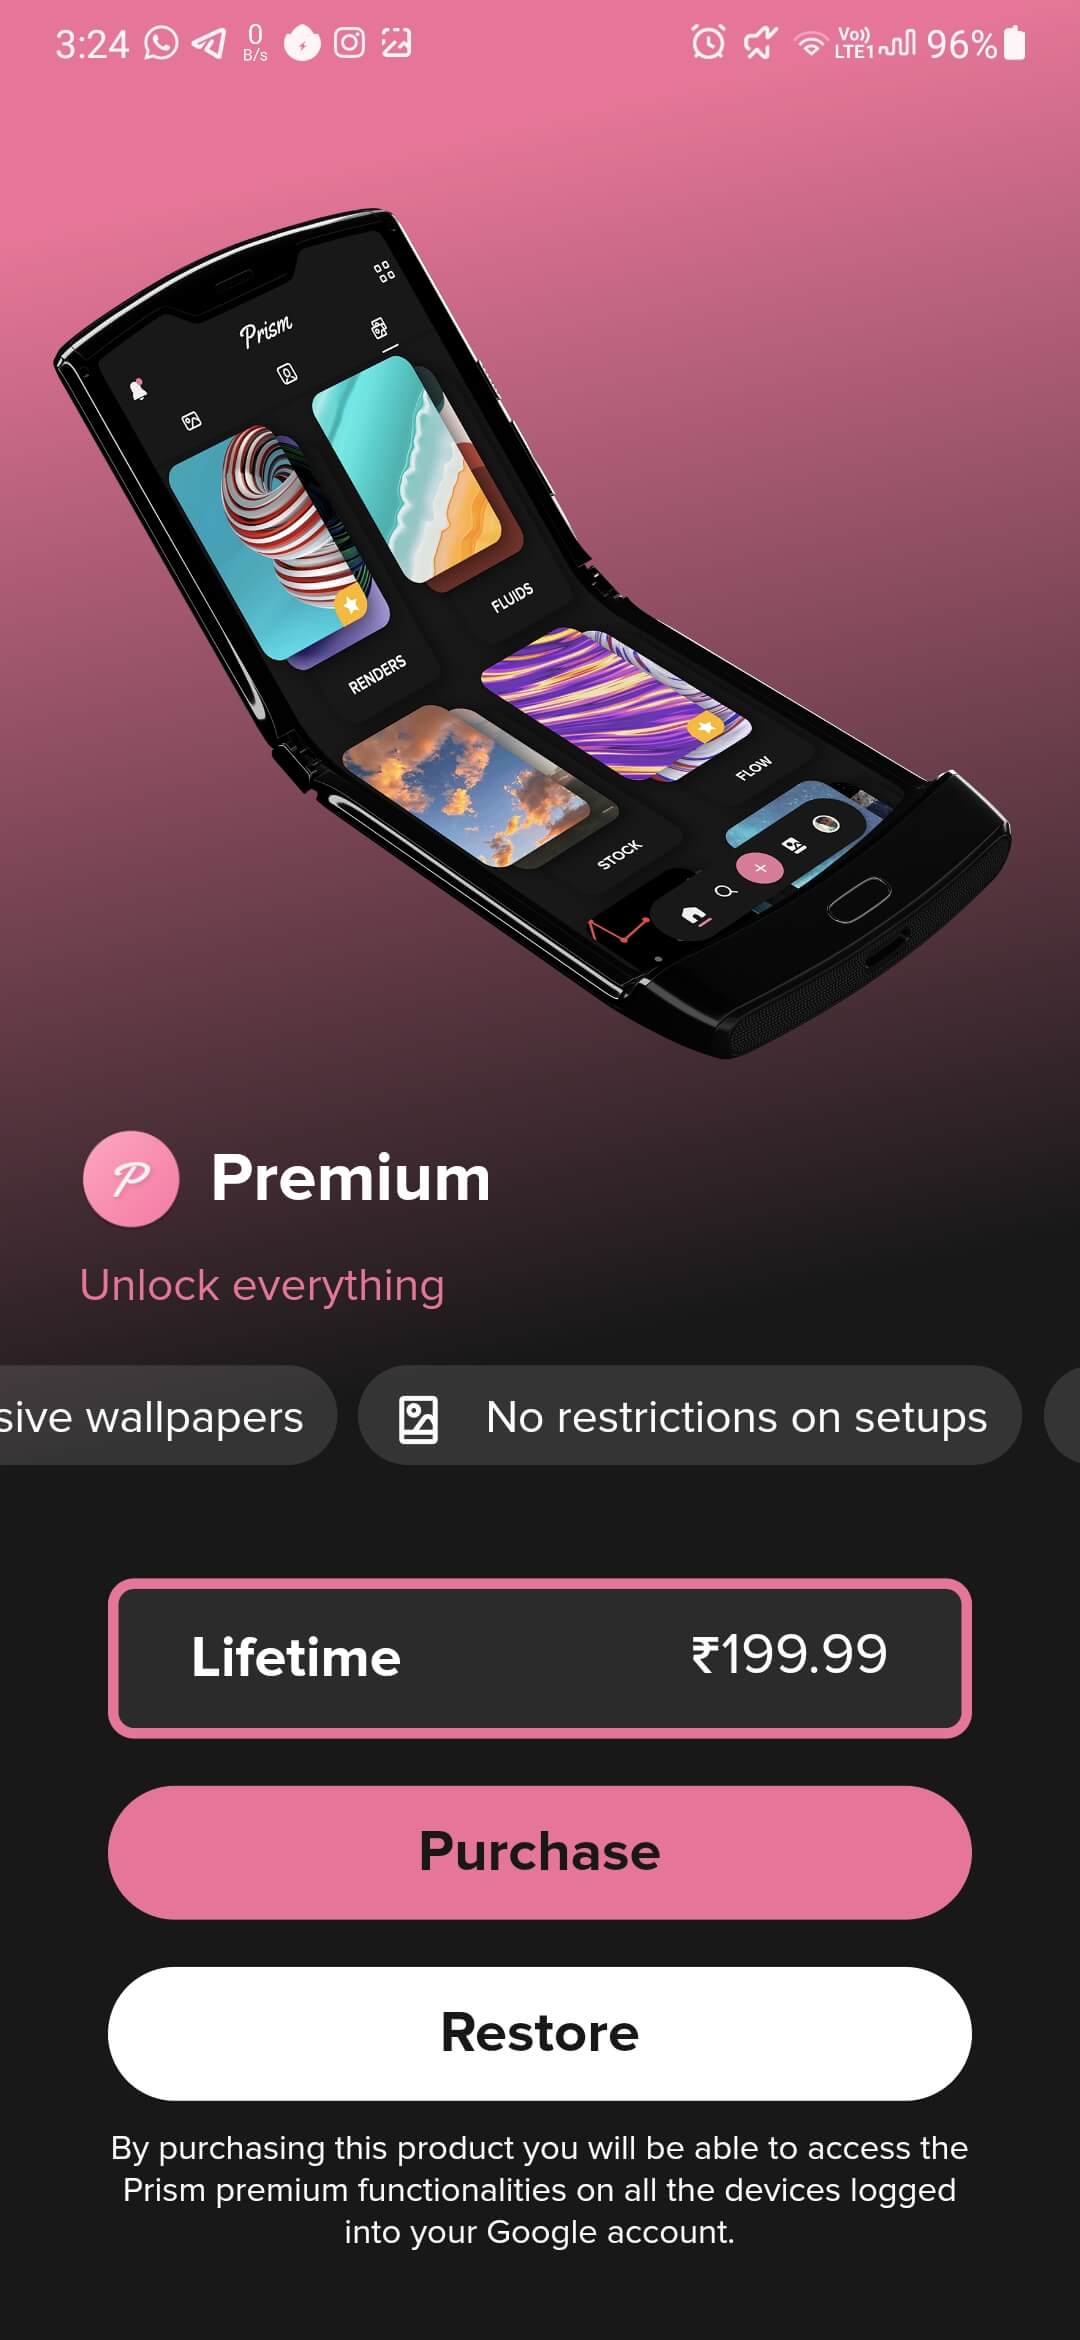 3:24
0
B/s
Vo))
LTE1
96%
Prism
FLUIDS
RENDERS
FLOW
STOCK
P
Premium
Unlock everything
sive wallpapers
No restrictions on setups
Lifetime
₹199.99
Purchase
Restore
By purchasing this product you will be able to access the
Prism premium functionalities on all the devices logged
into your Google account.